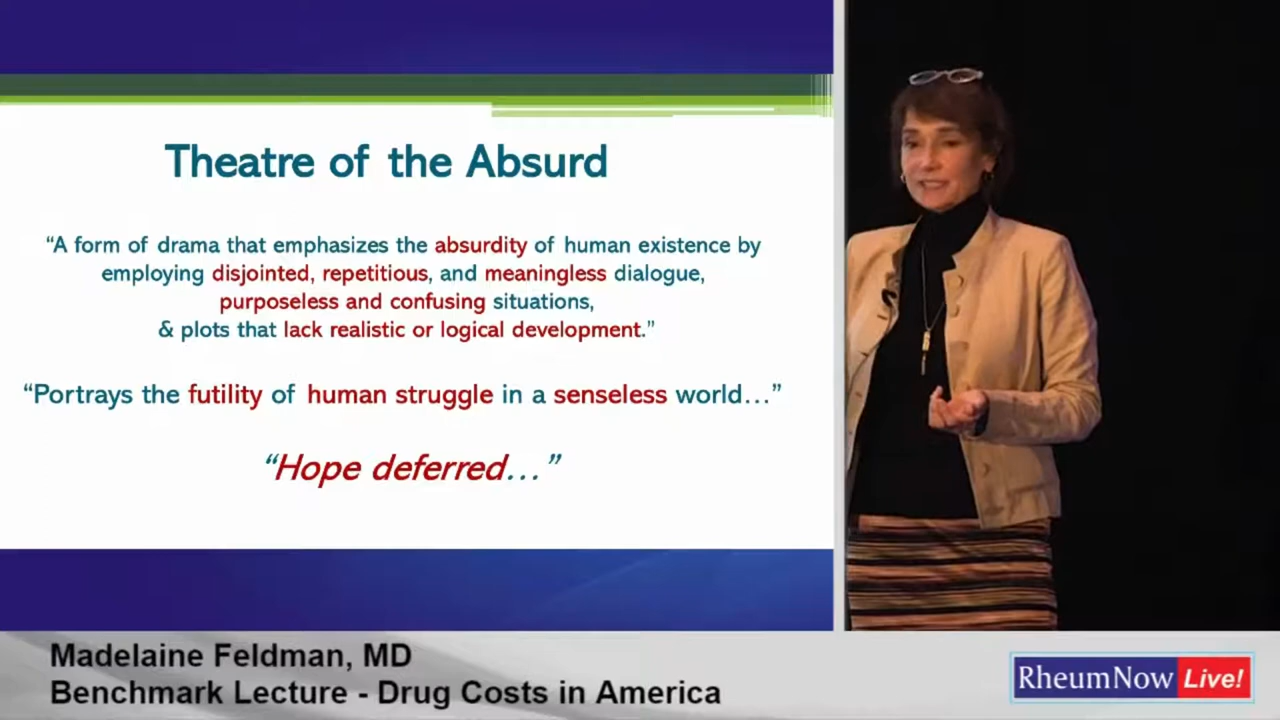 Theatre of the Absurd
“A form of drama that emphasizes the absurdity of human existence by
employing disjointed, repetitious, and meaningless dialogue,
purposeless and confusing situations,
& plots that lack realistic or logical development.”
“Portrays the futility of human struggle in a senseless world...”
“Hope deferred...”
Madelaine Feldman, MD
Benchmark Lecture - Drug Costs in America
RheumNow Live!